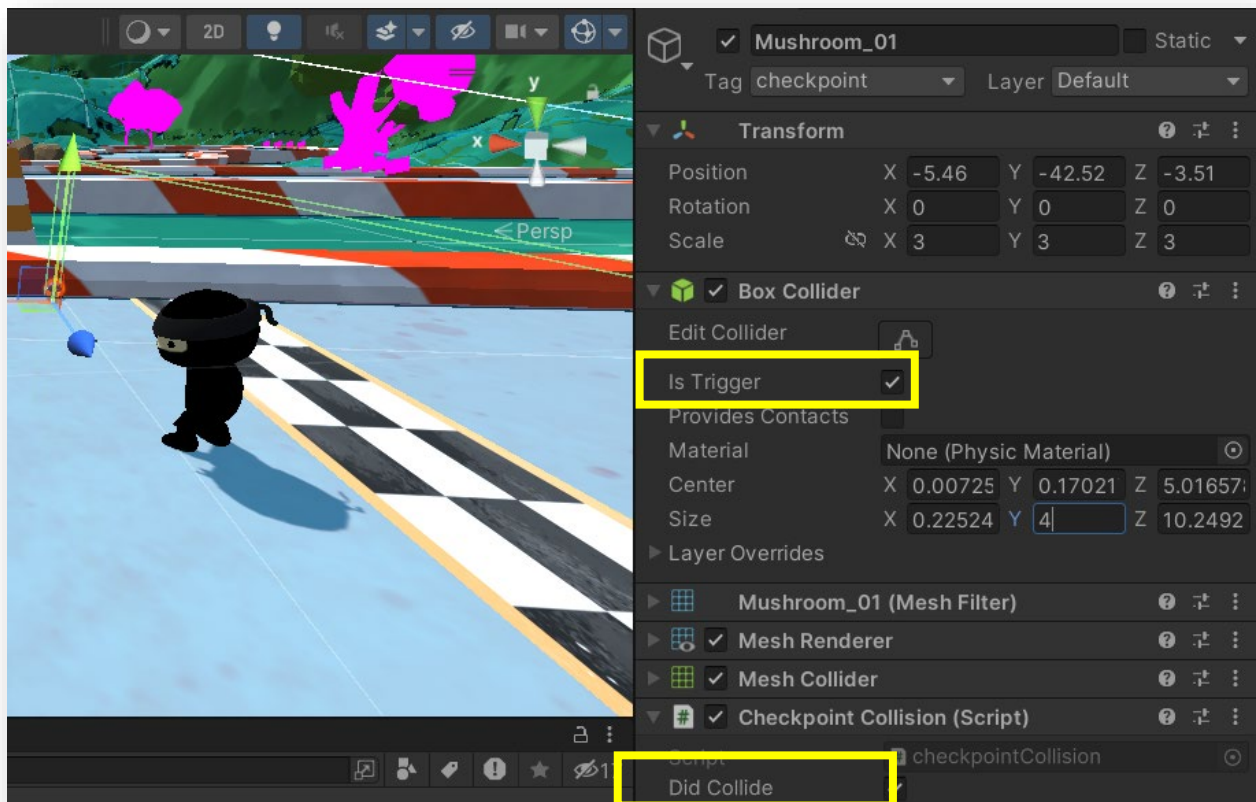 2D
Mushroom_01
Static
Tag checkpoint Layer Default
Transform
Position X -5.46 Y -42.52 Z -3.51
Rotation X 0 Y 0 Z 0
Scale X 3 Y 3 Z 3
y
x
Persp
Box Collider
Edit Collider
Is Trigger
Provides Contacts
Material None (Physic Material)
Center X 0.00725 Y 0.17021 Z 5.01657
Size X 0.22524 Y 4 Z 10.2492
Layer Overrides
Mushroom_01 (Mesh Filter)
Mesh Renderer
Mesh Collider
# Checkpoint Collision (Script)
Script checkpointCollision
Did Collide